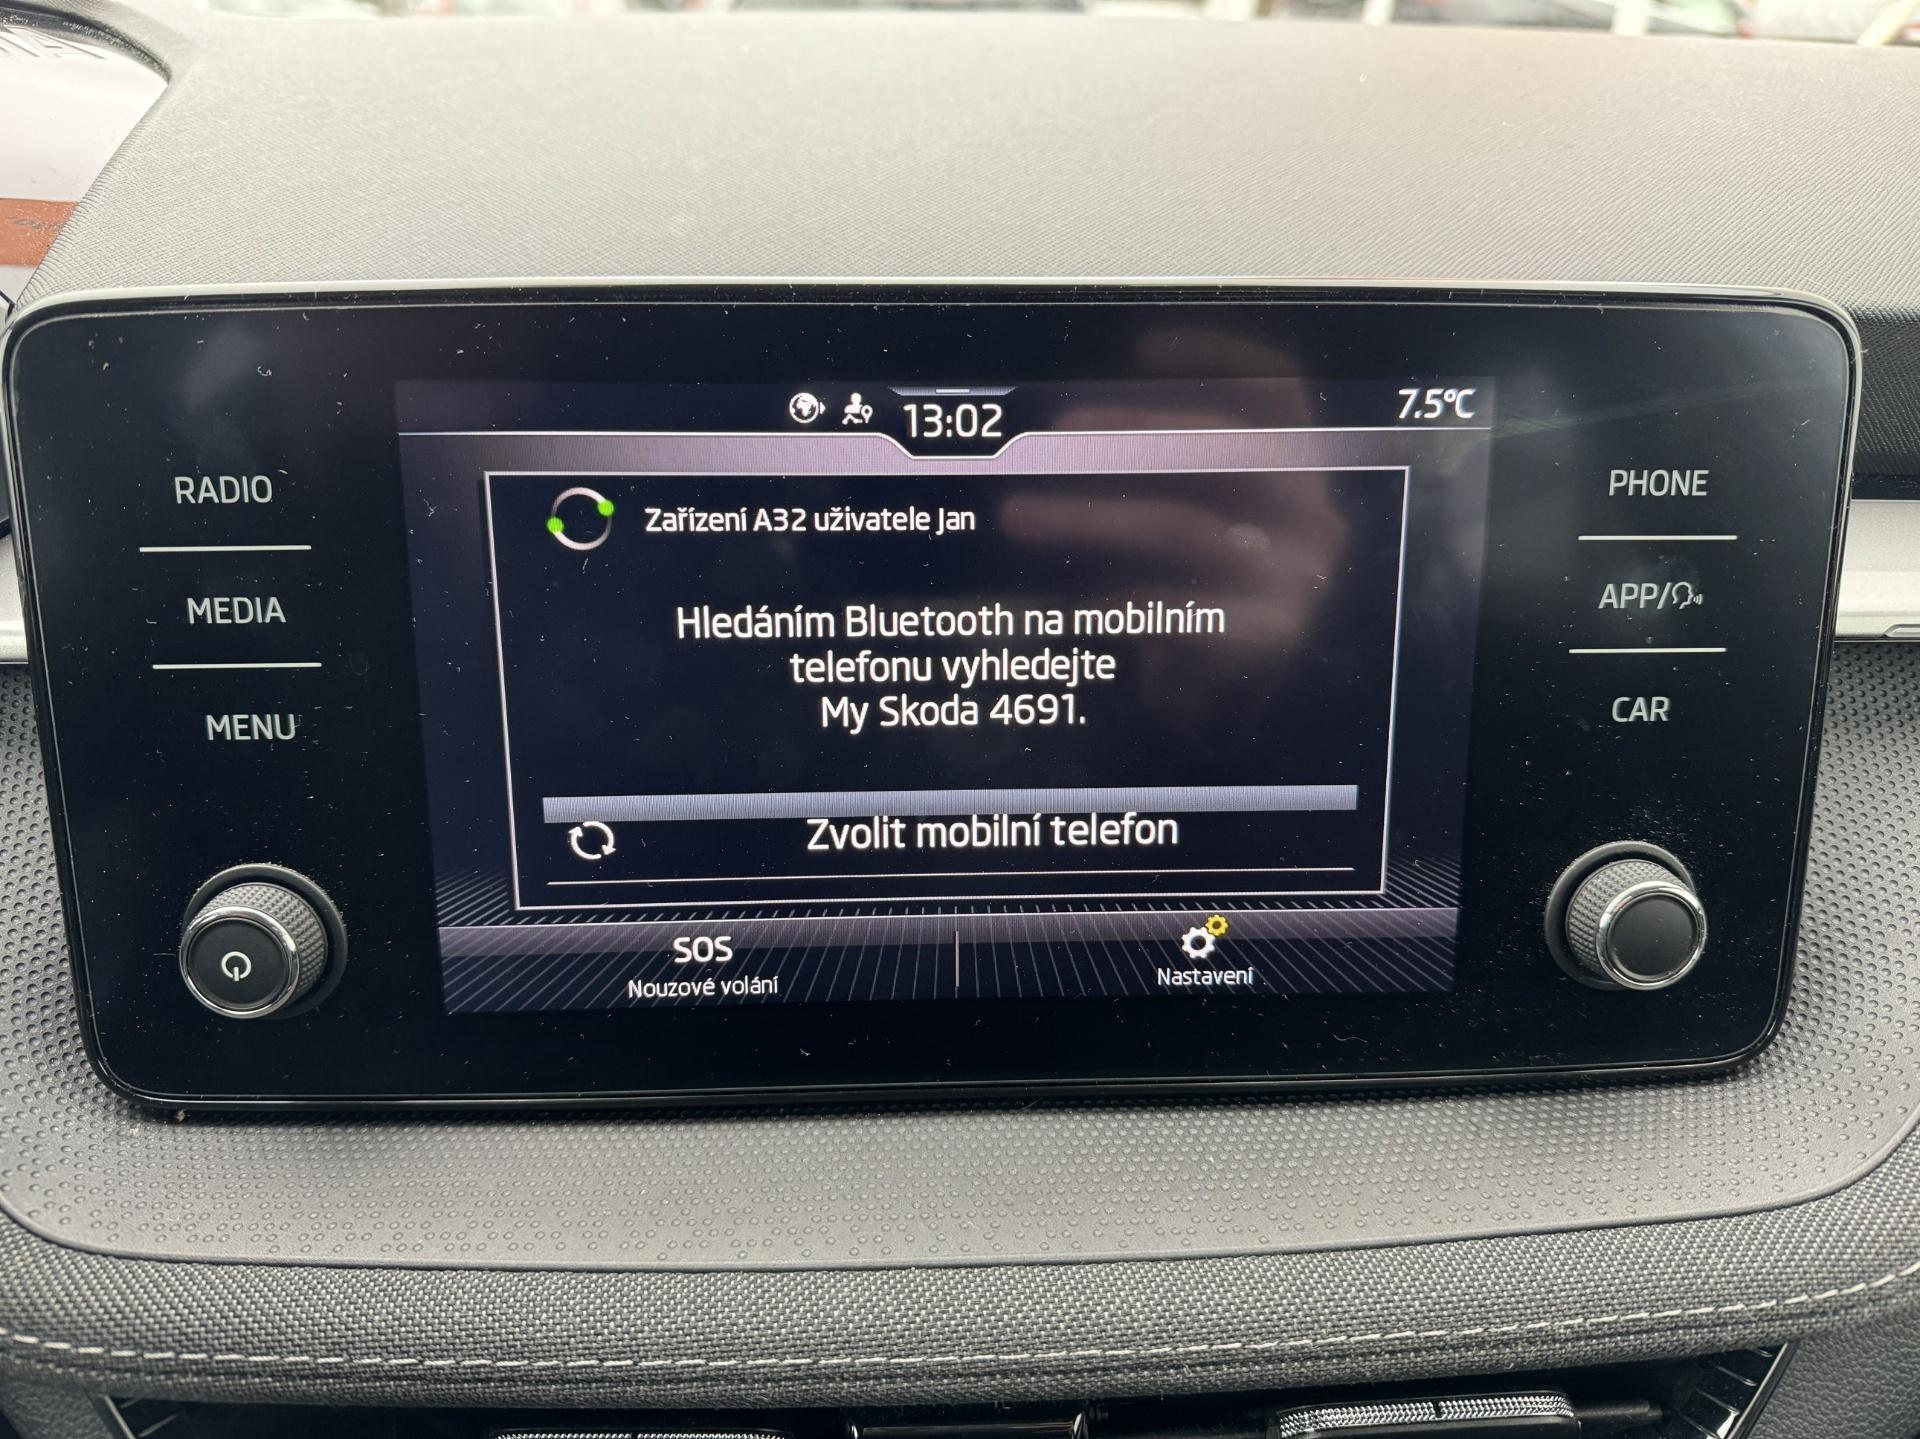 13:02
7.5°C
RADIO
MEDIA
MENU
Zařízení A32 uživatele Jan
Hledáním Bluetooth na mobilním
telefonu vyhledejte
My Skoda 4691.
Zvolit mobilní telefon
SOS
Nouzové volání
Nastavení
PHONE
APP/
CAR